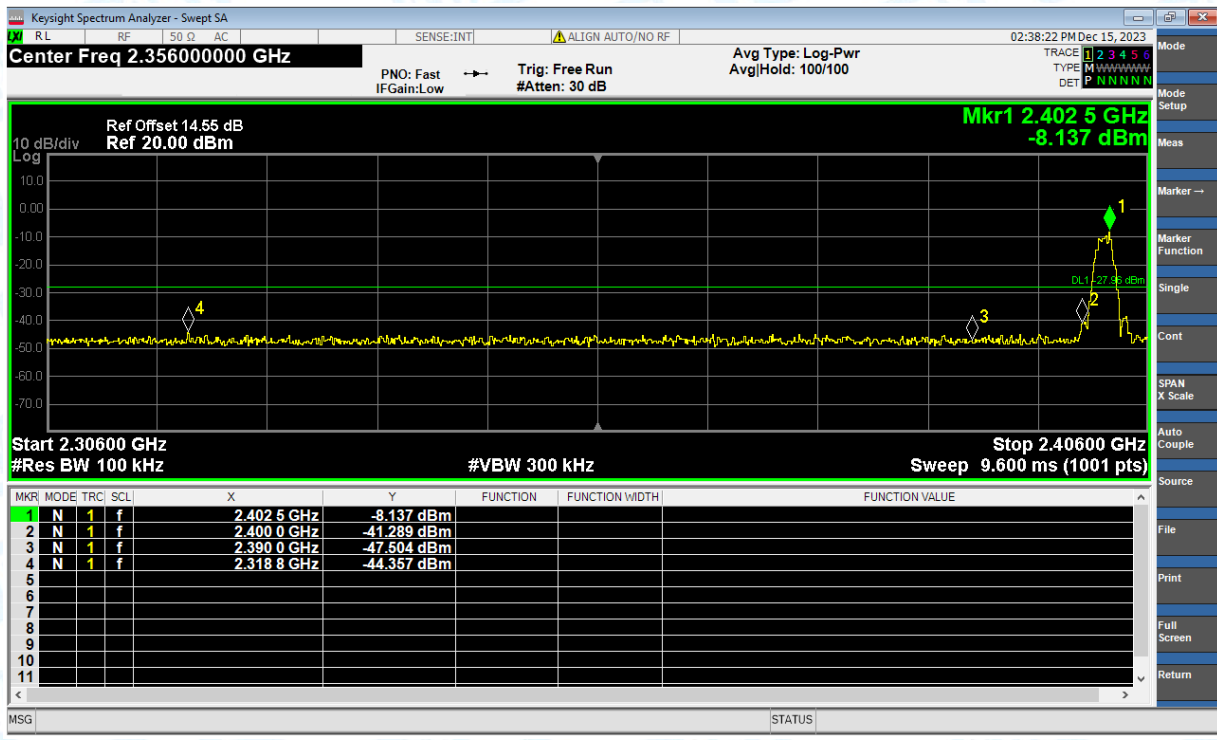 Keysight Spectrum Analyzer - Swept SA
LXI RL RF 50 Ω AC SENSE:INT ALIGN AUTO/NO RF 02:38:22 PM Dec 15, 2023
Center Freq 2.356000000 GHz
PNO: Fast
IFGain:Low
Trig: Free Run
#Atten: 30 dB
Avg Type: Log-Pwr
Avg|Hold: 100/100
TRACE 1 2 3 4 5 6
TYPE M WWWWW
DET P N N N N N
Mkr1 2.402 5 GHz
-8.137 dBm
Ref Offset 14.55 dB
10 dB/div Ref 20.00 dBm
Log
10.0
0.00
-10.0
-20.0
-30.0
-40.0
-50.0
-60.0
-70.0
1
DL1 -27.96 dBm
2
3
4
Start 2.30600 GHz Stop 2.40600 GHz
#Res BW 100 kHz #VBW 300 kHz Sweep 9.600 ms (1001 pts)
MKR MODE TRC SCL X Y FUNCTION FUNCTION WIDTH FUNCTION VALUE
1 N 1 f 2.402 5 GHz -8.137 dBm
2 N 1 f 2.400 0 GHz -41.289 dBm
3 N 1 f 2.390 0 GHz -47.504 dBm
4 N 1 f 2.318 8 GHz -44.357 dBm
5
6
7
8
9
10
11
MSG STATUS
Mode
Mode
Setup
Meas
Marker →
Marker
Function
Single
Cont
SPAN
X Scale
Auto
Couple
Source
File
Print
Full
Screen
Return